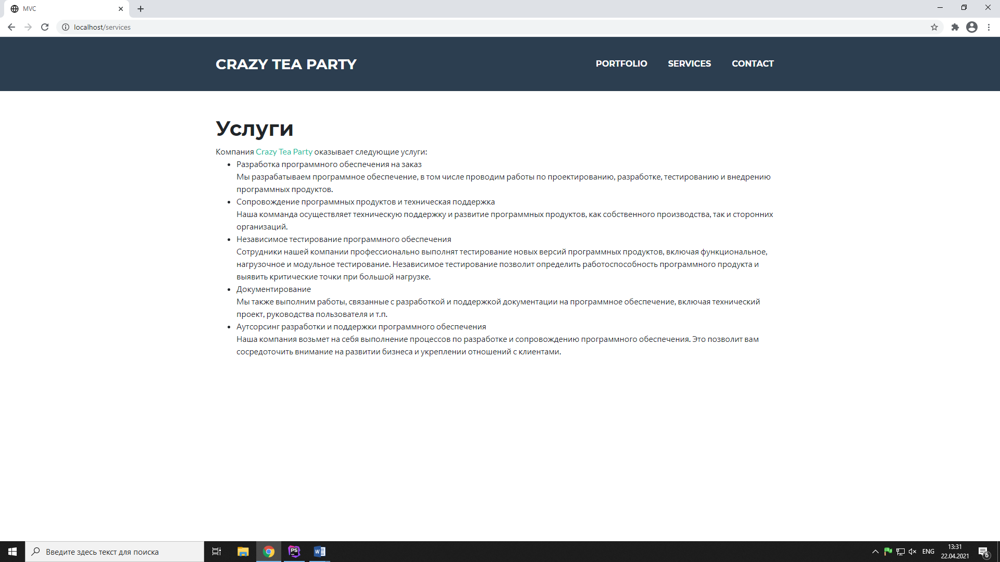 MVC
localhost/services
CRAZY TEA PARTY
PORTFOLIO SERVICES CONTACT
Услуги
Компания Crazy Tea Party оказывает следующие услуги:
• Разработка программного обеспечения на заказ
Мы разрабатываем программное обеспечение, в том числе проводим работы по проектированию, разработке, тестированию и внедрению
программных продуктов.
• Сопровождение программных продуктов и техническая поддержка
Наша комманда осуществляет техническую поддержку и развитие программных продуктов, как собственного производства, так и сторонних
организаций.
• Независимое тестирование программного обеспечения
Сотрудники нашей компании профессионально выполнят тестирование новых версий программных продуктов, включая функциональное,
нагрузочное и модульное тестирование. Независимое тестирование позволит определить работоспособность программного продукта и
выявить критические точки при большой нагрузке.
• Документирование
Мы также выполним работы, связанные с разработкой и поддержкой документации на программное обеспечение, включая технический
проект, руководства пользователя и т.п.
• Аутсорсинг разработки и поддержки программного обеспечения
Наша компания возьмет на себя выполнение процессов по разработке и сопровождению программного обеспечения. Это позволит вам
сосредоточить внимание на развитии бизнеса и укреплении отношений с клиентами.
Введите здесь текст для поиска
PS
W
ENG
13:31
22.04.2021
6